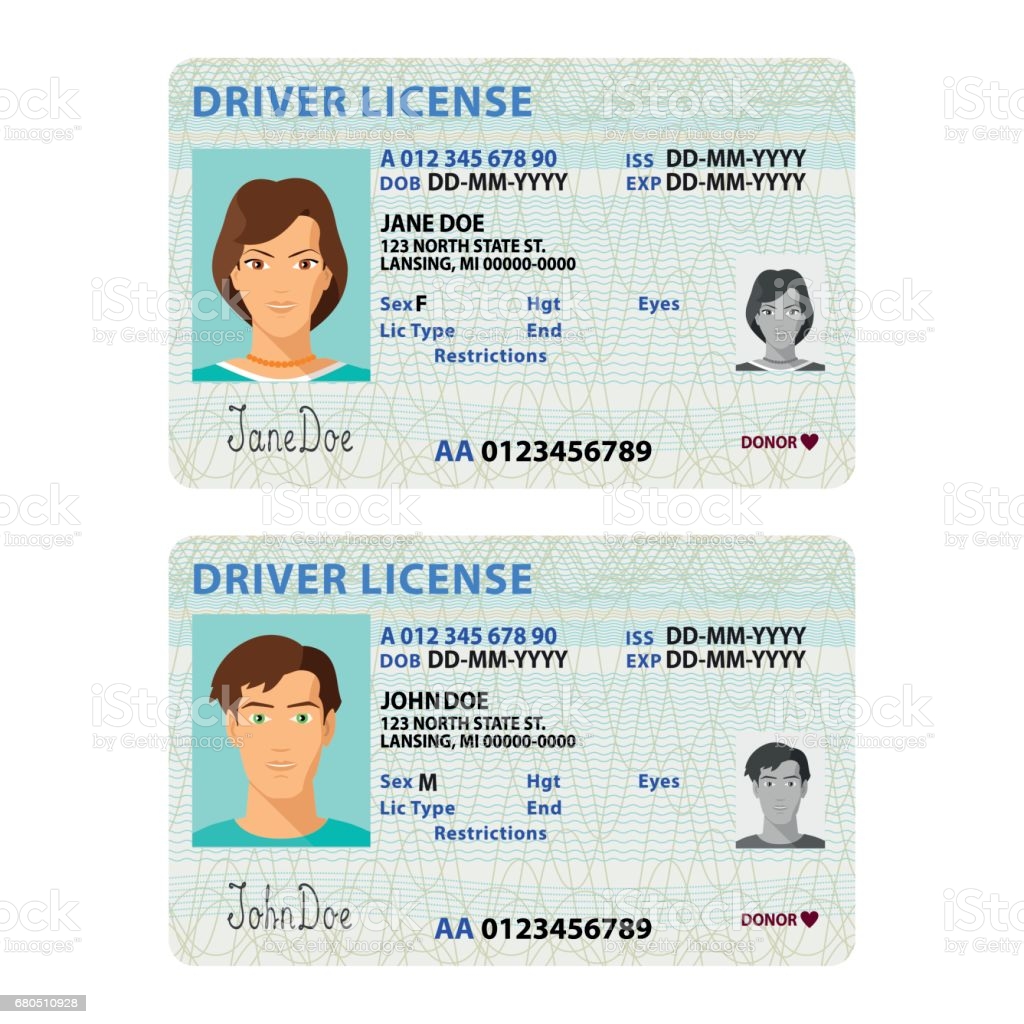 DRIVER LICENSE
A 012 345 678 90
ISS DD-MM-YYYY
DOB DD-MM-YYYY
EXP DD-MM-YYYY
JANE DOE
123 NORTH STATE ST.
LANSING, MI 00000-0000
Sex F Hgt Eyes
Lic Type End
Restrictions
JaneDoe
AA 0123456789
DONOR
DRIVER LICENSE
A 012 345 678 90
ISS DD-MM-YYYY
DOB DD-MM-YYYY
EXP DD-MM-YYYY
JOHN DOE
123 NORTH STATE ST.
LANSING, MI 00000-0000
Sex M Hgt Eyes
Lic Type End
Restrictions
JohnDoe
AA 0123456789
DONOR
iStock
by Getty Images™
680510928